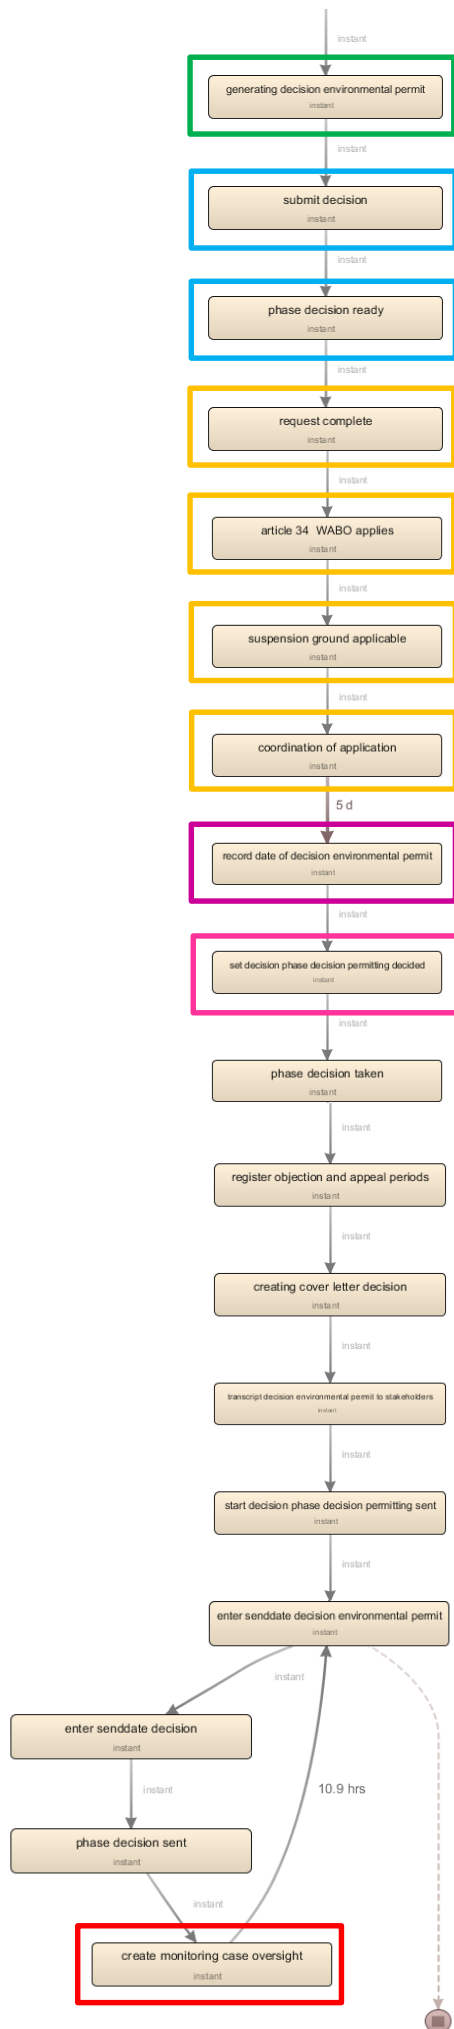 instant
generating decision environmental permit
instant
instant
submit decision
instant
instant
phase decision ready
instant
instant
request complete
instant
instant
article 34 WABO applies
instant
instant
suspension ground applicable
instant
instant
coordination of application
instant
5 d
record date of decision environmental permit
instant
instant
set decision phase decision permitting decided
instant
instant
phase decision taken
instant
instant
register objection and appeal periods
instant
instant
creating cover letter decision
instant
instant
transcript decision environmental permit to stakeholders
instant
instant
start decision phase decision permitting sent
instant
instant
enter senddate decision environmental permit
instant
instant
enter senddate decision
instant
instant
10.9 hrs
phase decision sent
instant
instant
create monitoring case oversight
instant